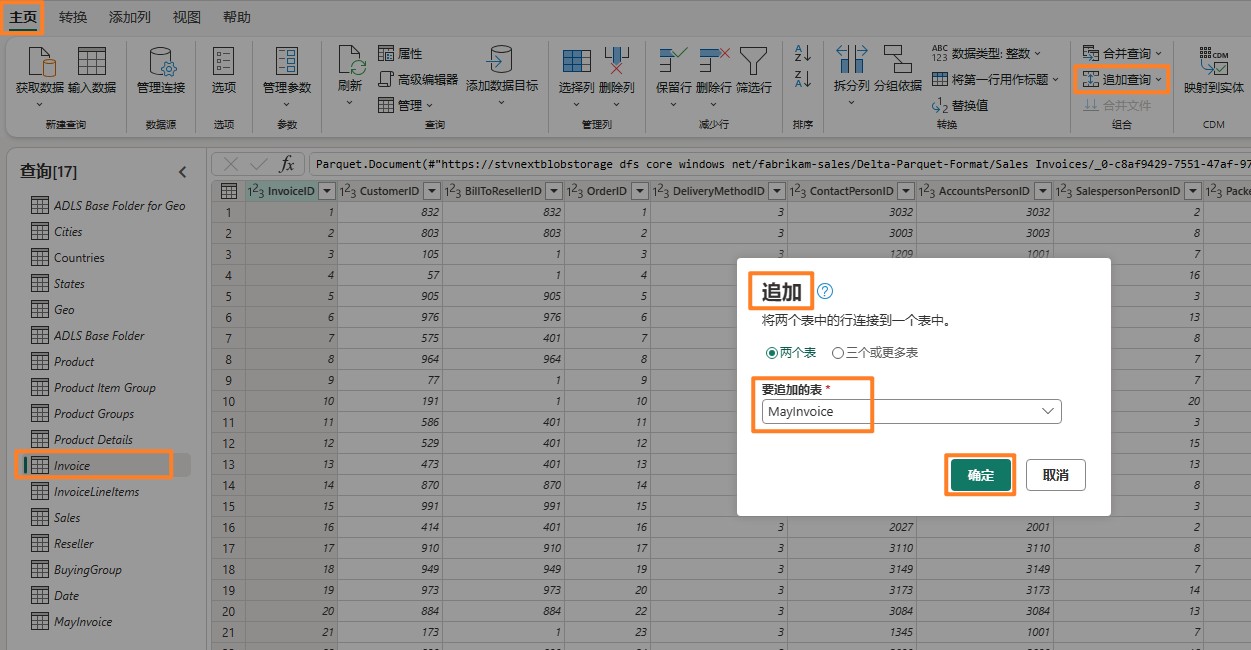 主页 转换 添加列 视图 帮助
获取数据 输入数据 管理连接 选项 管理参数 刷新 属性 高级编辑器 管理 添加数据目标 选择列 删除列 保留行 删除行 筛选行 拆分列 分组依据 数据类型: 整数 将第一行用作标题 替换值 合并查询 追加查询 合并文件 映射到实体
新建查询 数据源 选项 参数 查询 管理列 减少行 排序 转换 组合 CDM
查询[17]
ADLS Base Folder for Geo
Cities
Countries
States
Geo
ADLS Base Folder
Product
Product Item Group
Product Groups
Product Details
Invoice
InvoiceLineItems
Sales
Reseller
BuyingGroup
Date
MayInvoice
fx Parquet.Document(#"https://stvnextblobstorage dfs core windows net/fabrikam-sales/Delta-Parquet-Format/Sales Invoices/_0-c8af9429-7551-47af-97
InvoiceID CustomerID BillToResellerID OrderID DeliveryMethodID ContactPersonID AccountsPersonID SalespersonPersonID
1 1 832 832 1 3 3032 3032 2
2 2 803 803 2 3 3003 3003 8
3 3 105 1 3 3 1209 1001 7
4 4 57 1 4 16
5 5 905 905 5 3
6 6 976 976 6 13
7 7 575 401 7 8
8 8 964 964 8 7
9 9 77 1 9 7
10 10 191 1 10 20
11 11 586 401 11 3
12 12 529 401 12 15
13 13 473 401 13 13
14 14 870 870 14 8
15 15 991 991 15 3
16 16 414 401 16 3 2027 2001 2
17 17 910 910 17 3 3110 3110 8
18 18 949 949 19 3 3149 3149 7
19 19 973 973 20 3 3173 3173 14
20 20 884 884 22 3 3084 3084 13
21 21 173 1 23 3 1345 1001 7
追加
将两个表中的行连接到一个表中。
两个表 三个或更多表
要追加的表 *
MayInvoice
确定 取消